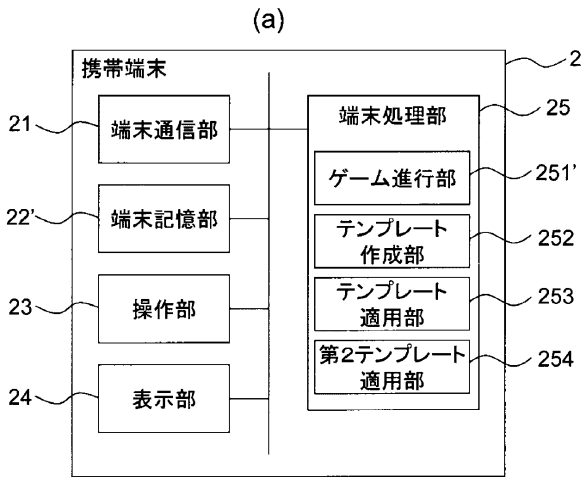 (a)
携帯端末
2
21
端末通信部
22'
端末記憶部
23
操作部
24
表示部
端末処理部
25
ゲーム進行部
251'
テンプレート
作成部
252
テンプレート
適用部
253
第2テンプレート
適用部
254